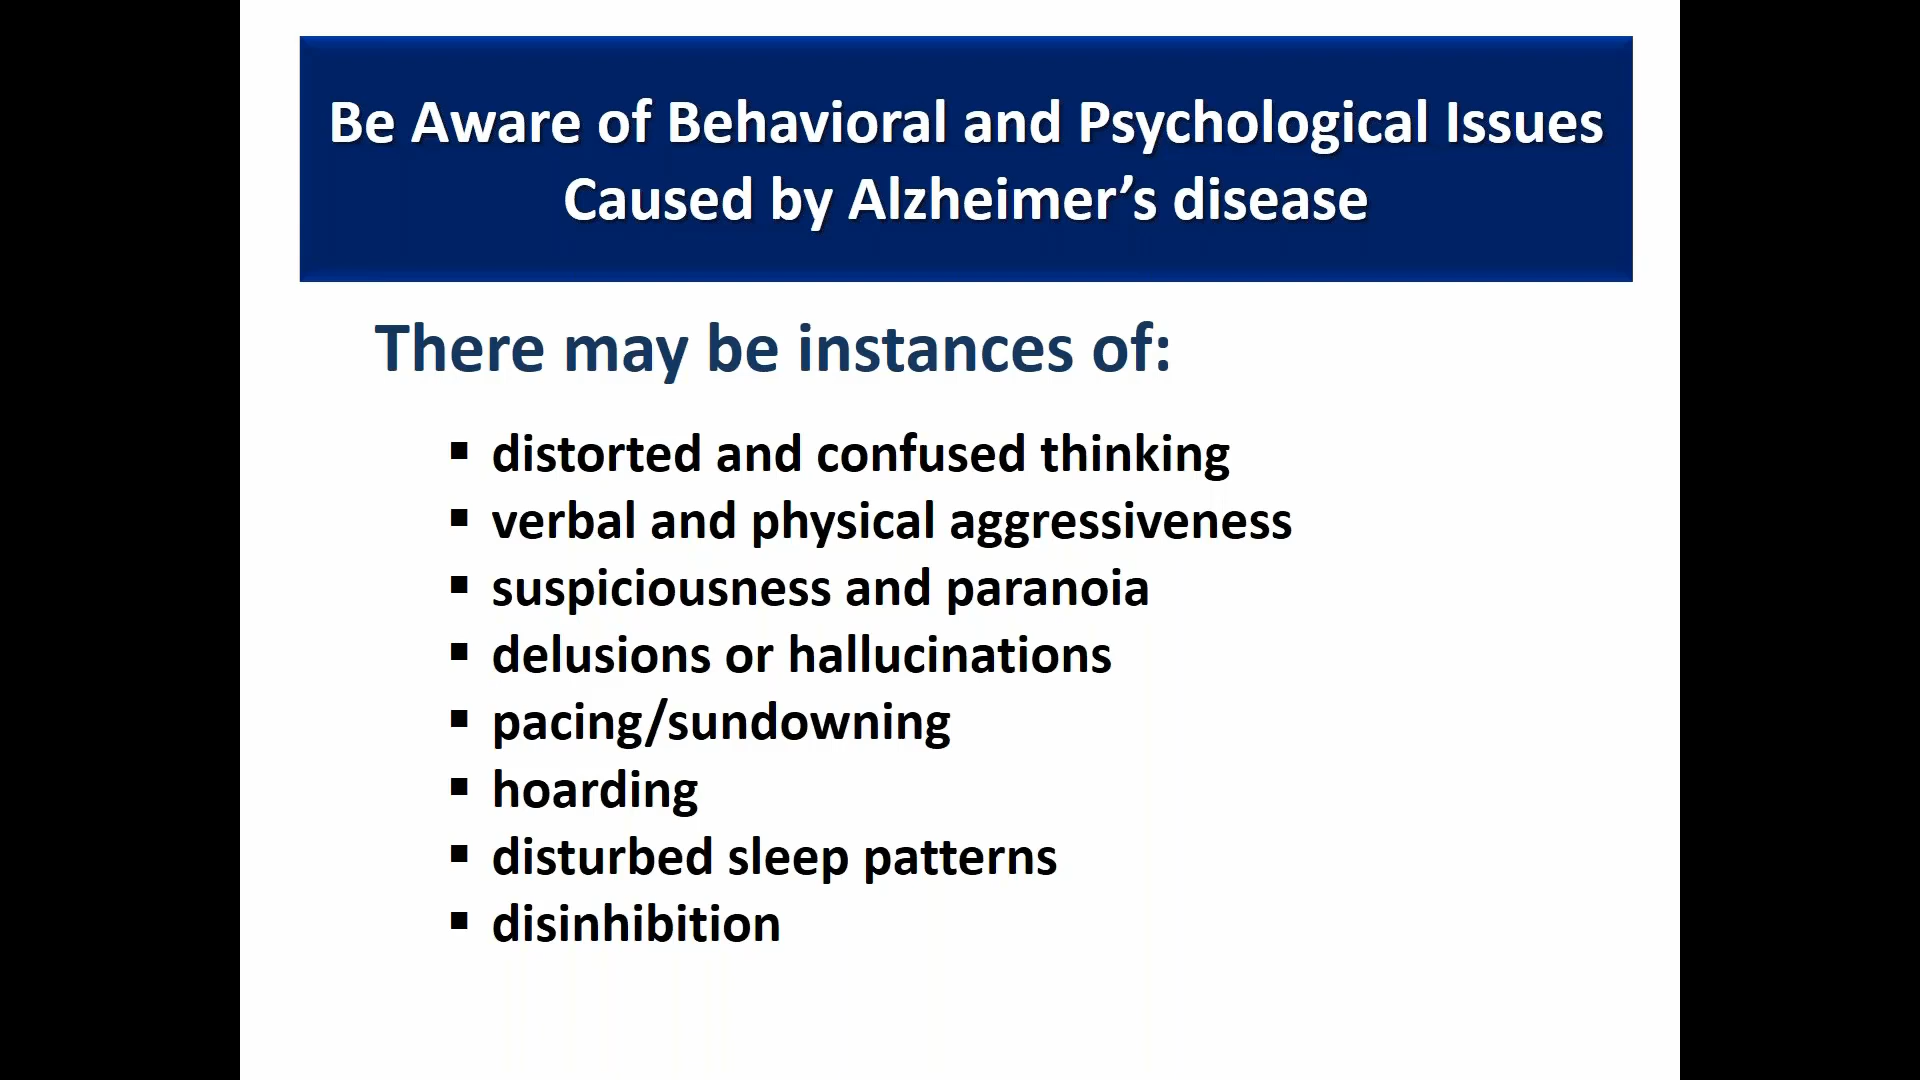 Be Aware of Behavioral and Psychological Issues
Caused by Alzheimer’s disease
There may be instances of:
▪ distorted and confused thinking
▪ verbal and physical aggressiveness
▪ suspiciousness and paranoia
▪ delusions or hallucinations
▪ pacing/sundowning
▪ hoarding
▪ disturbed sleep patterns
▪ disinhibition